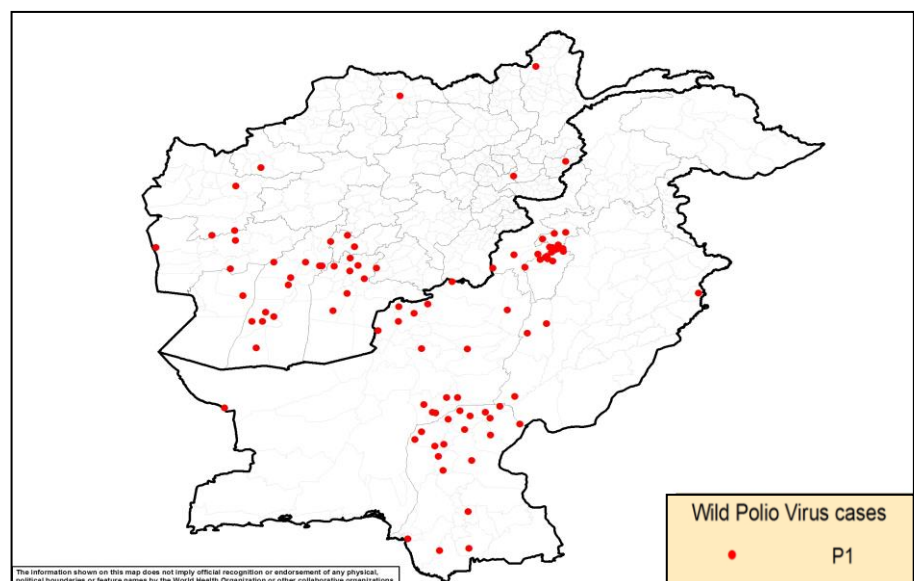 Wild Polio Virus cases
P1
The information shown on this map does not imply official recognition or endorsement of any physical,
political boundaries or feature names by the World Health Organization or other collaborative organizations